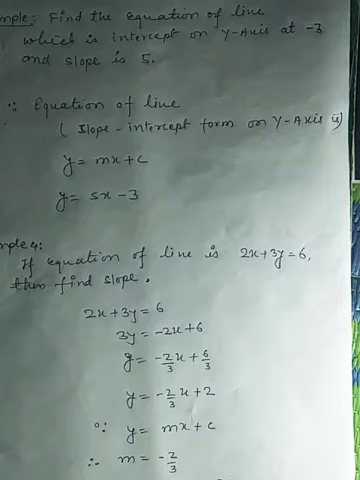 mple: Find the equation of line
which is intercept on Y-Axis at -3
and slope is 5.
∵ Equation of line
( Slope-intercept form on Y-Axis is)
y = mx + c
y = 5x - 3
mple 4:
If equation of line is 2x+3y=6,
then find slope.
2x+3y = 6
3y = -2x+6
y = -2/3 x + 6/3
y = -2/3 x + 2
∵ y = mx + c
∴ m = -2/3